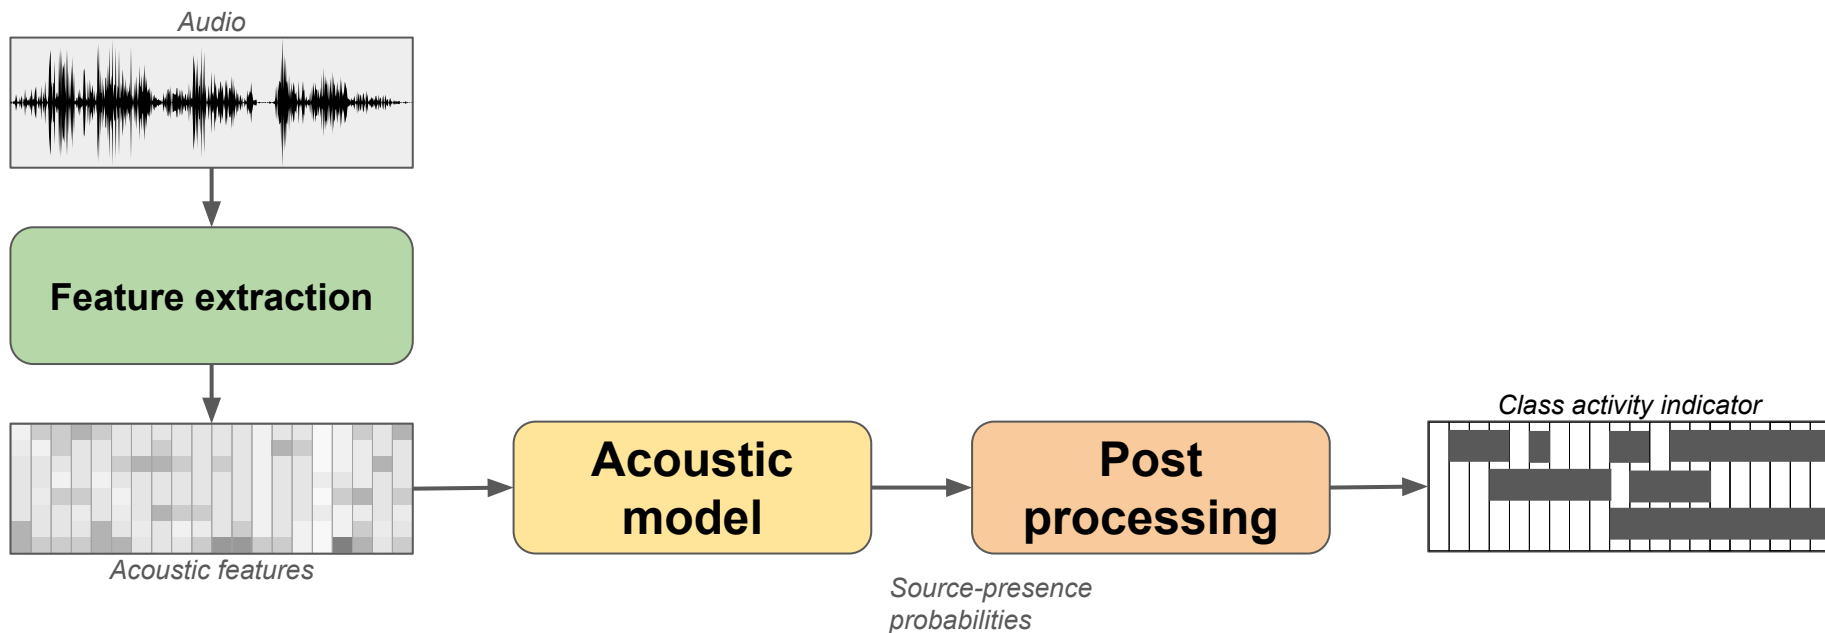 Audio
Feature extraction
Acoustic features
Acoustic
model
Source-presence
probabilities
Post
processing
Class activity indicator